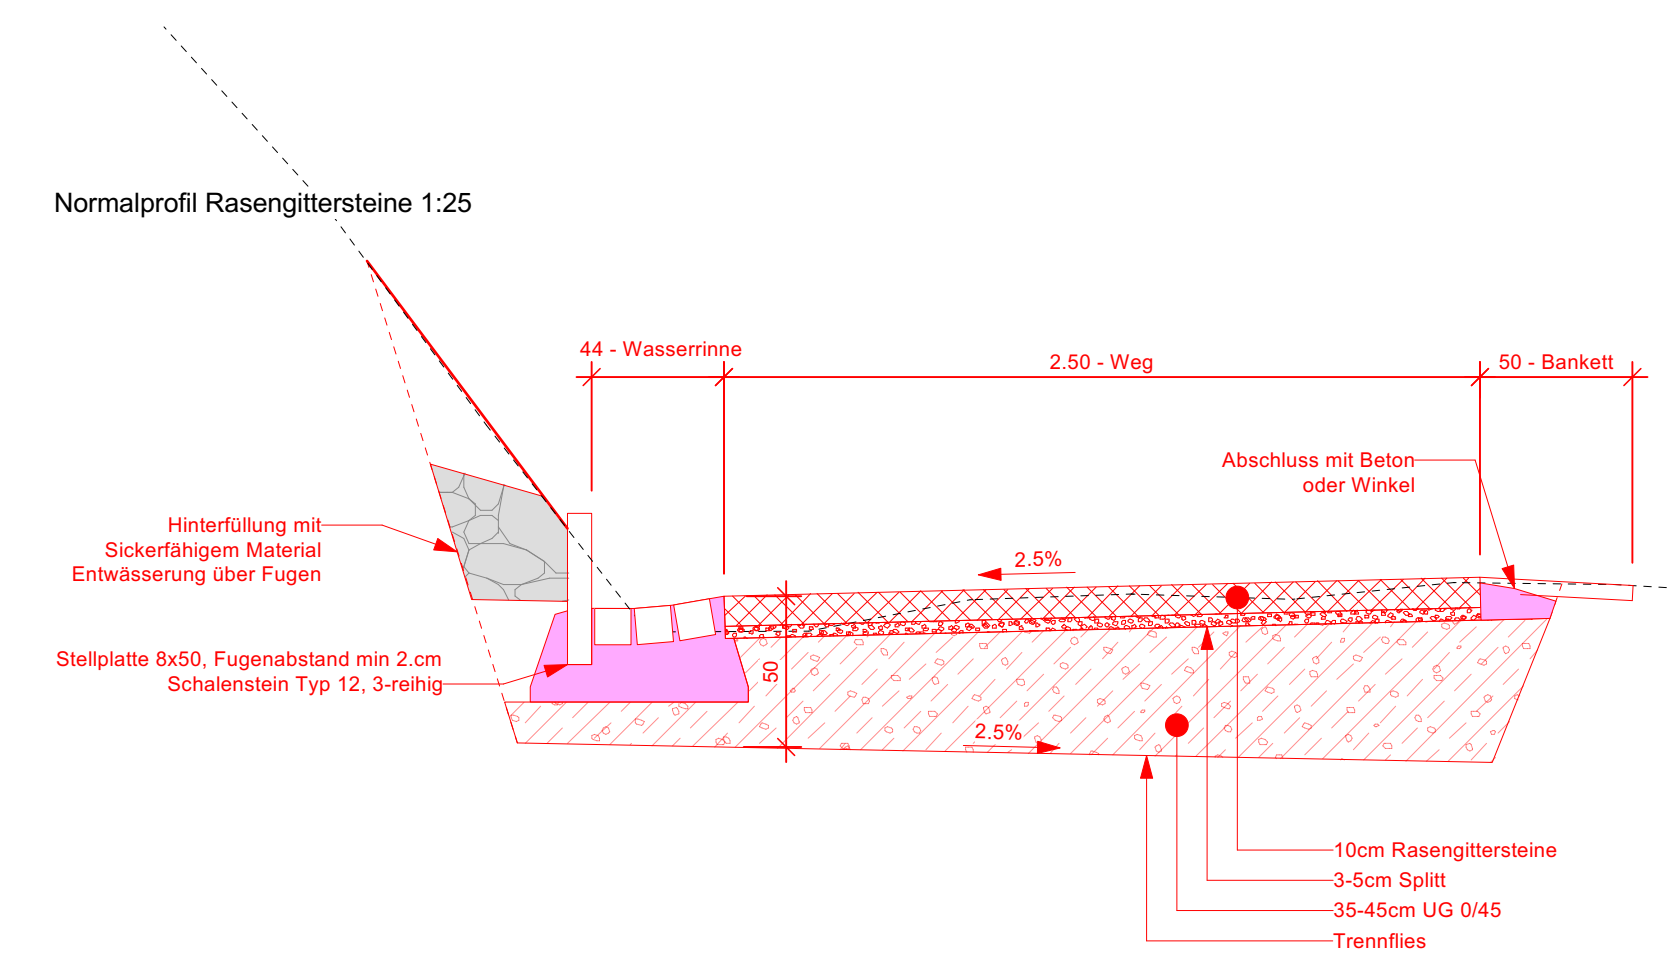 Normalprofil Rasengittersteine 1:25
44 - Wasserrinne
2.50 - Weg
50 - Bankett
Abschluss mit Beton
oder Winkel
Hinterfüllung mit
Sickerfähigem Material
Entwässerung über Fugen
2.5%
Stellplatte 8x50, Fugenabstand min 2.cm
Schalenstein Typ 12, 3-reihig
50
2.5%
10cm Rasengittersteine
3-5cm Splitt
35-45cm UG 0/45
Trennflies